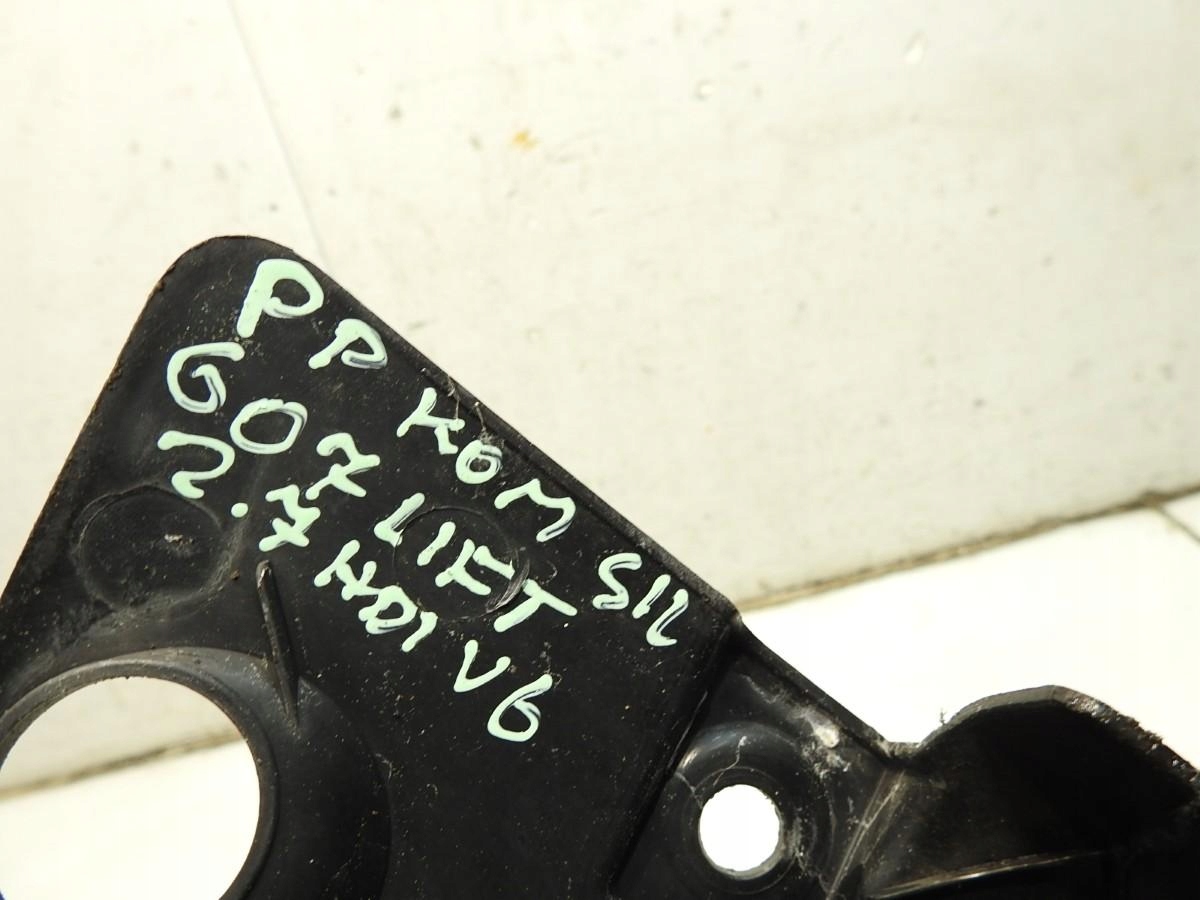 PP KOM SIL
607 LIFT
2.7 HDI V6